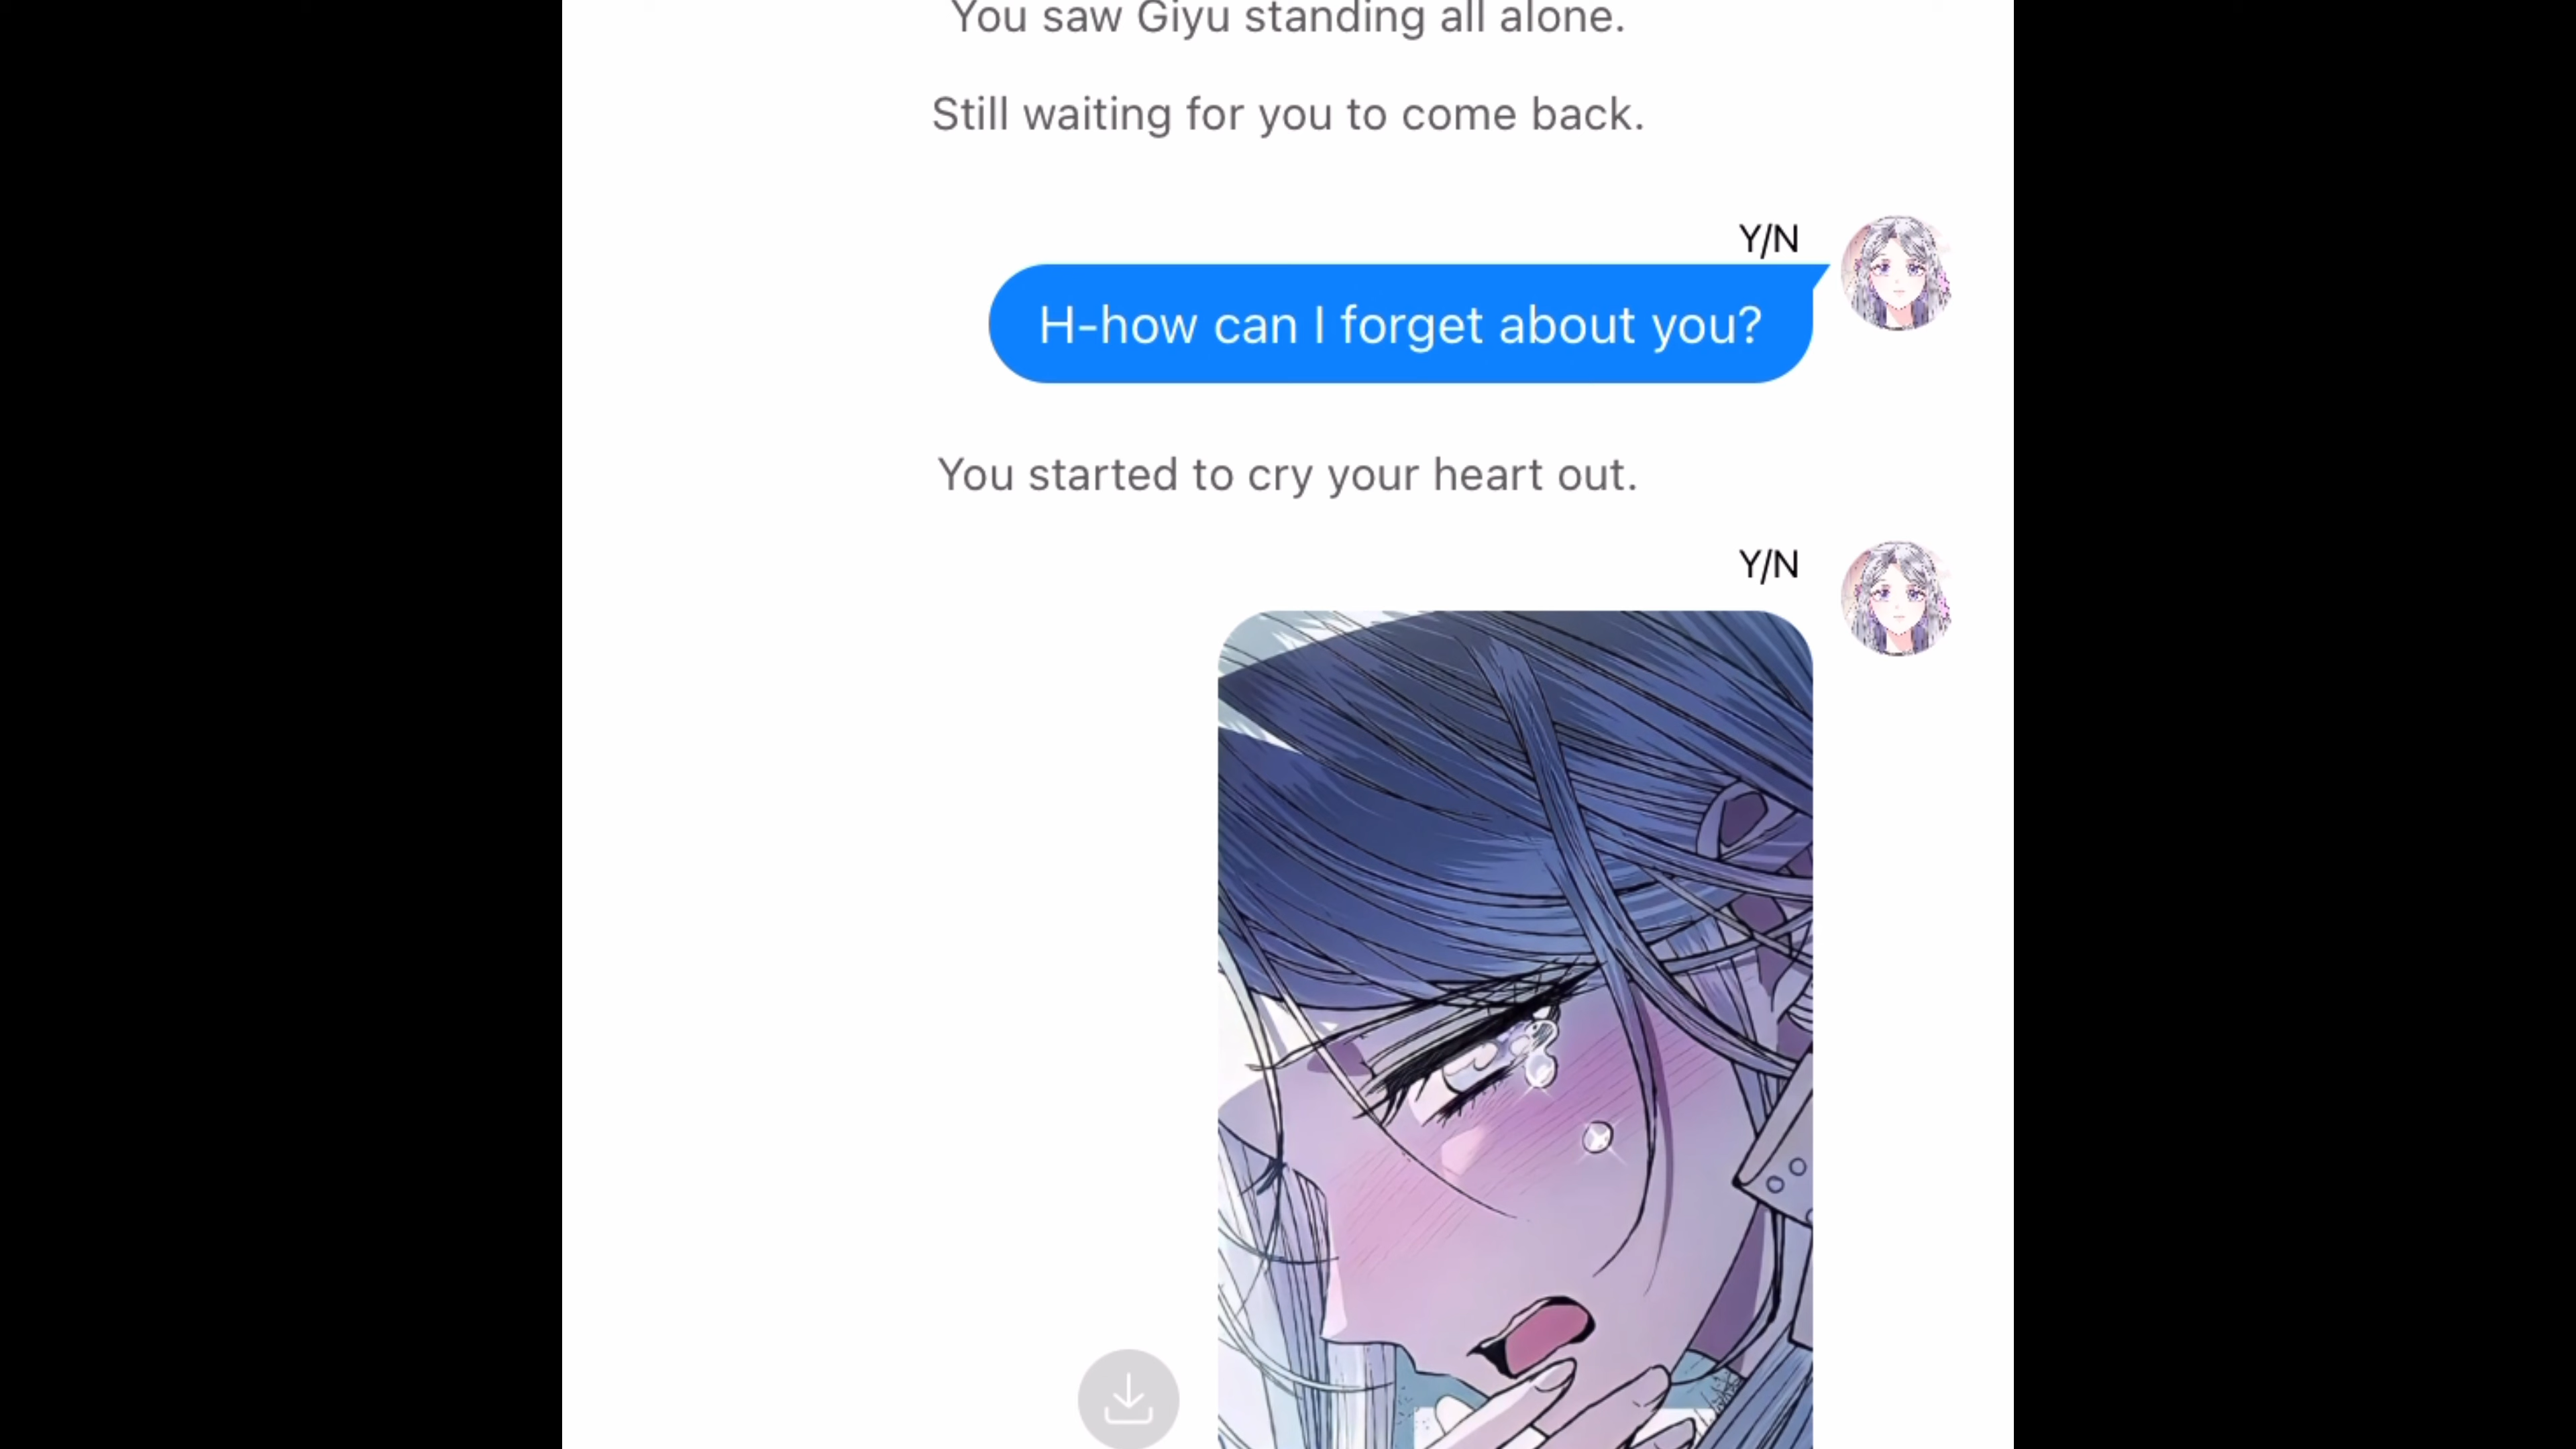 You saw Giyu standing all alone.
Still waiting for you to come back.
Y/N
H-how can I forget about you?
You started to cry your heart out.
Y/N